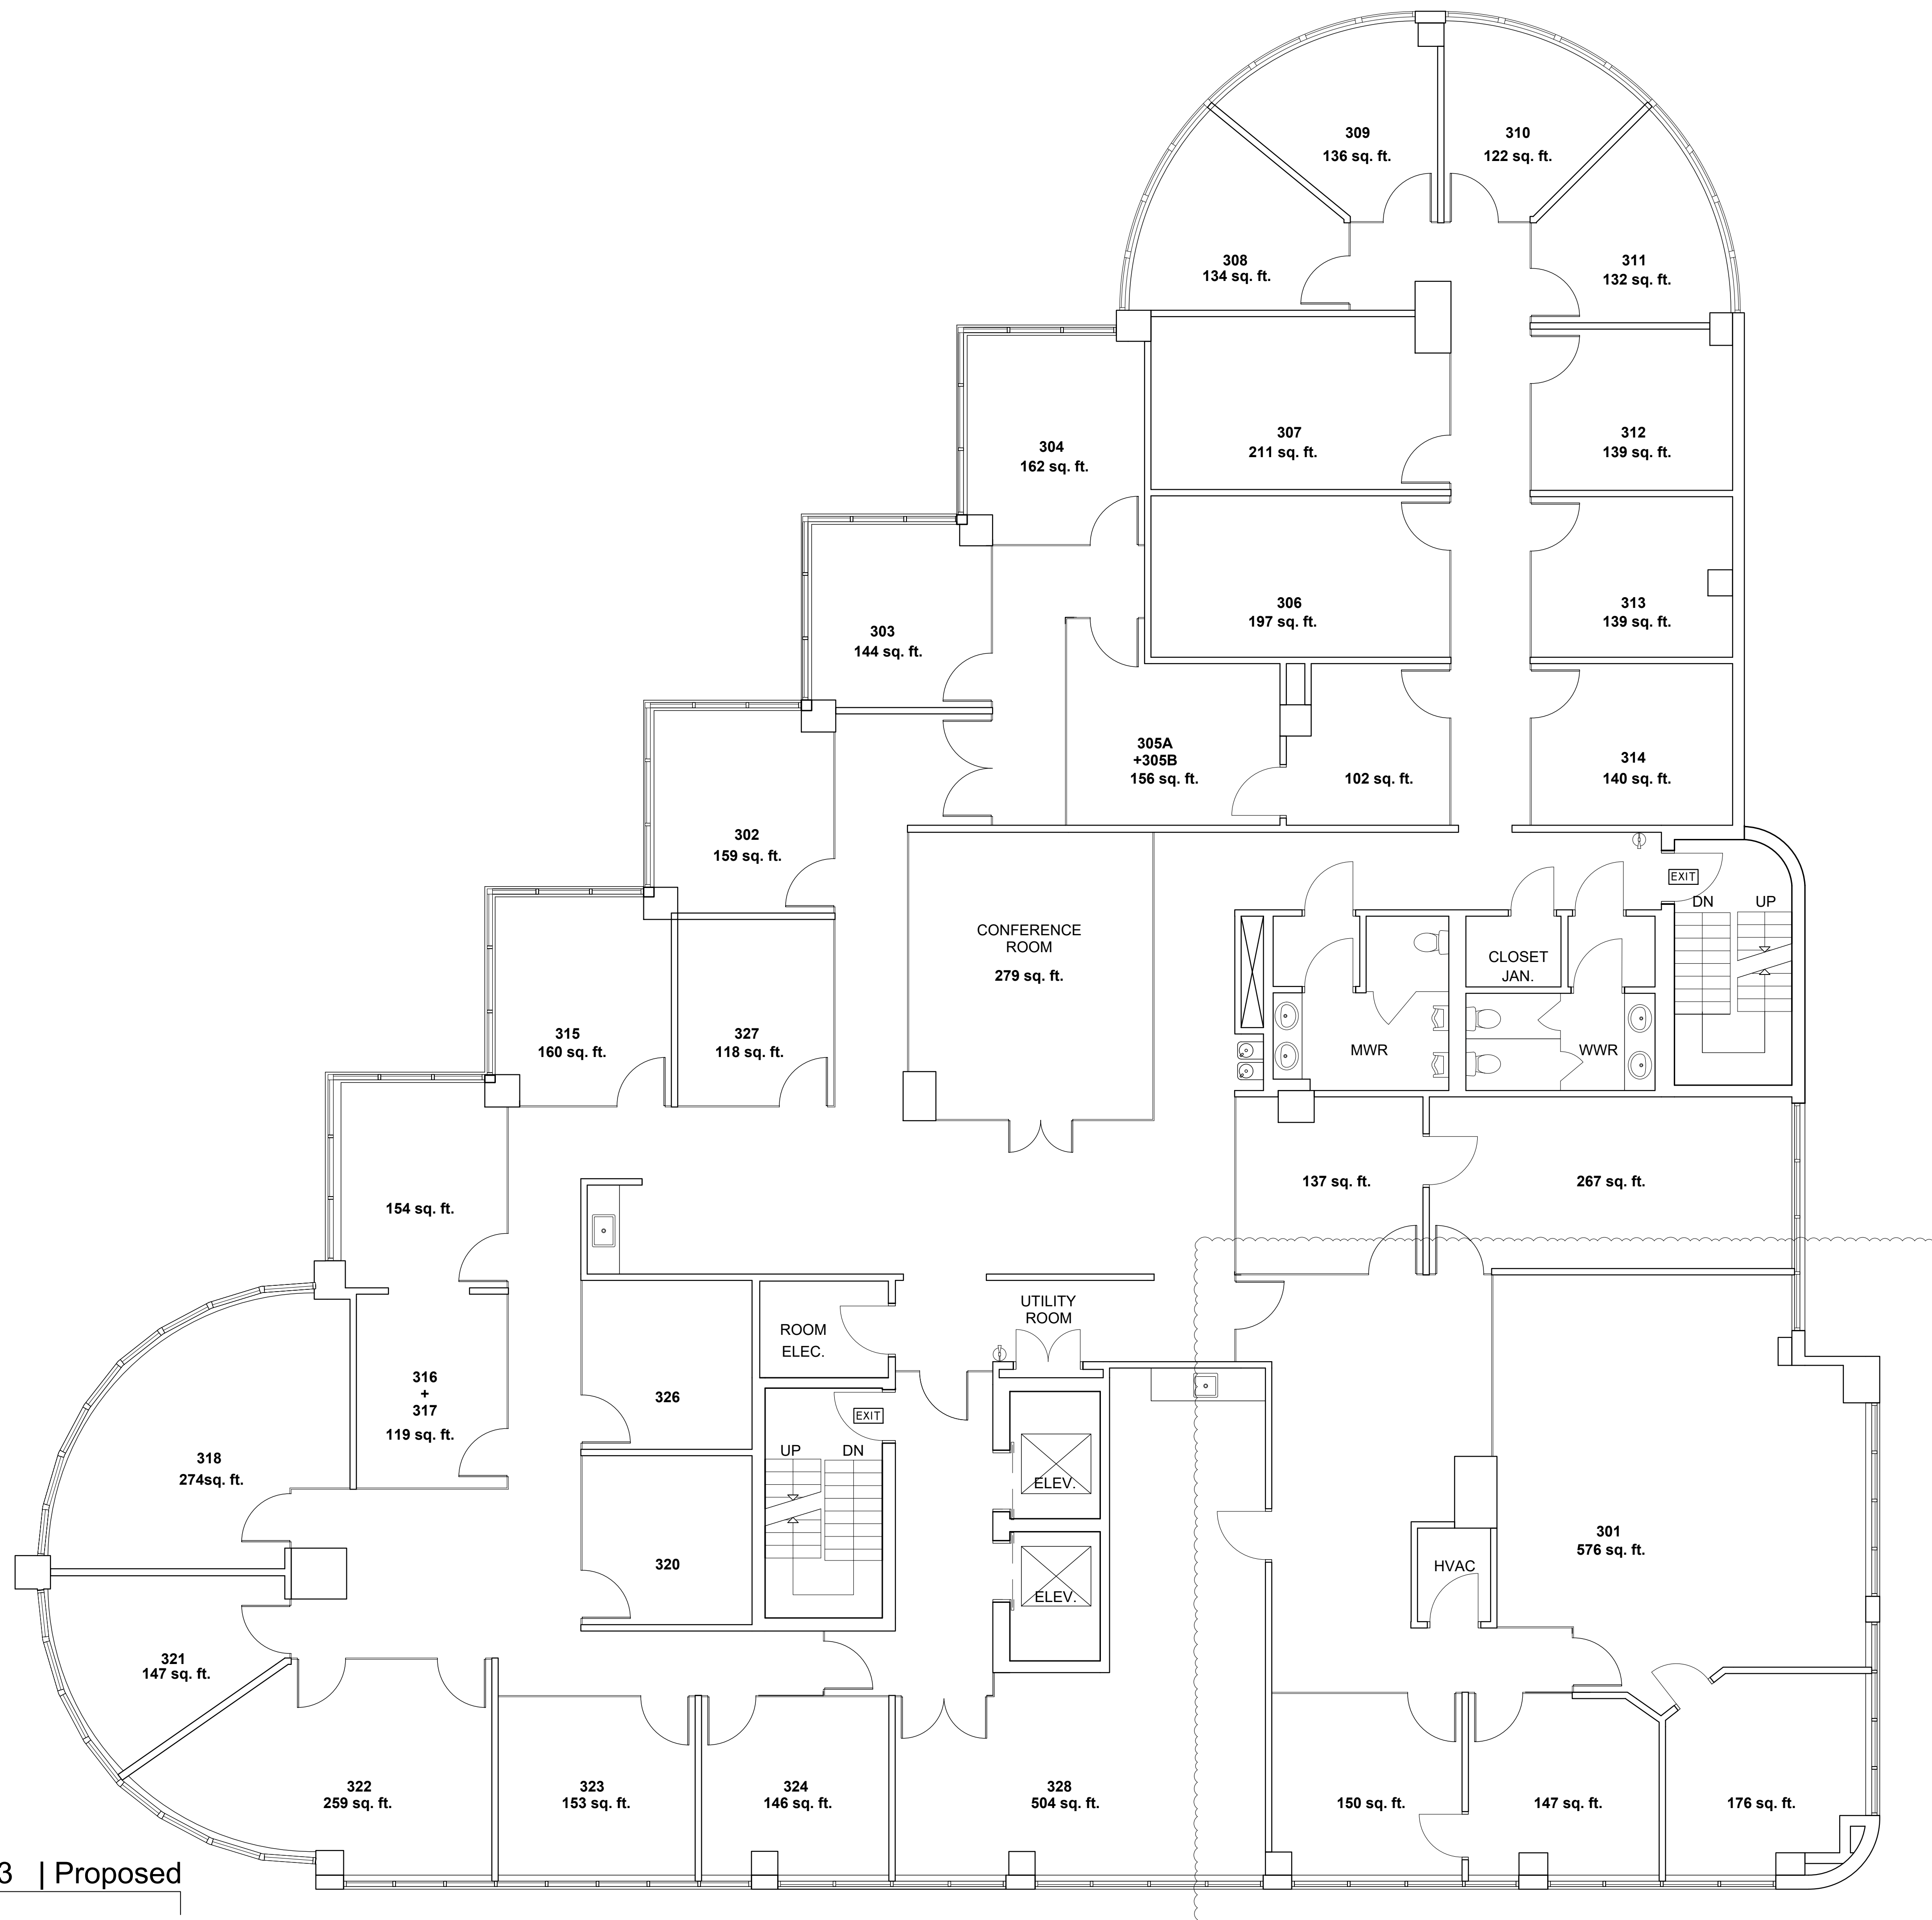 309
136 sq. ft.
310
122 sq. ft.
308
134 sq. ft.
311
132 sq. ft.
304
162 sq. ft.
307
211 sq. ft.
312
139 sq. ft.
303
144 sq. ft.
306
197 sq. ft.
313
139 sq. ft.
302
159 sq. ft.
305A
+305B
156 sq. ft.
102 sq. ft.
314
140 sq. ft.
EXIT
DN
UP
CONFERENCE
ROOM
279 sq. ft.
CLOSET
JAN.
315
160 sq. ft.
327
118 sq. ft.
MWR
WWR
154 sq. ft.
137 sq. ft.
267 sq. ft.
UTILITY
ROOM
ROOM
ELEC.
316
+
317
119 sq. ft.
326
EXIT
318
274sq. ft.
UP
DN
ELEV.
301
576 sq. ft.
320
HVAC
ELEV.
321
147 sq. ft.
322
259 sq. ft.
323
153 sq. ft.
324
146 sq. ft.
328
504 sq. ft.
150 sq. ft.
147 sq. ft.
176 sq. ft.
3 | Proposed